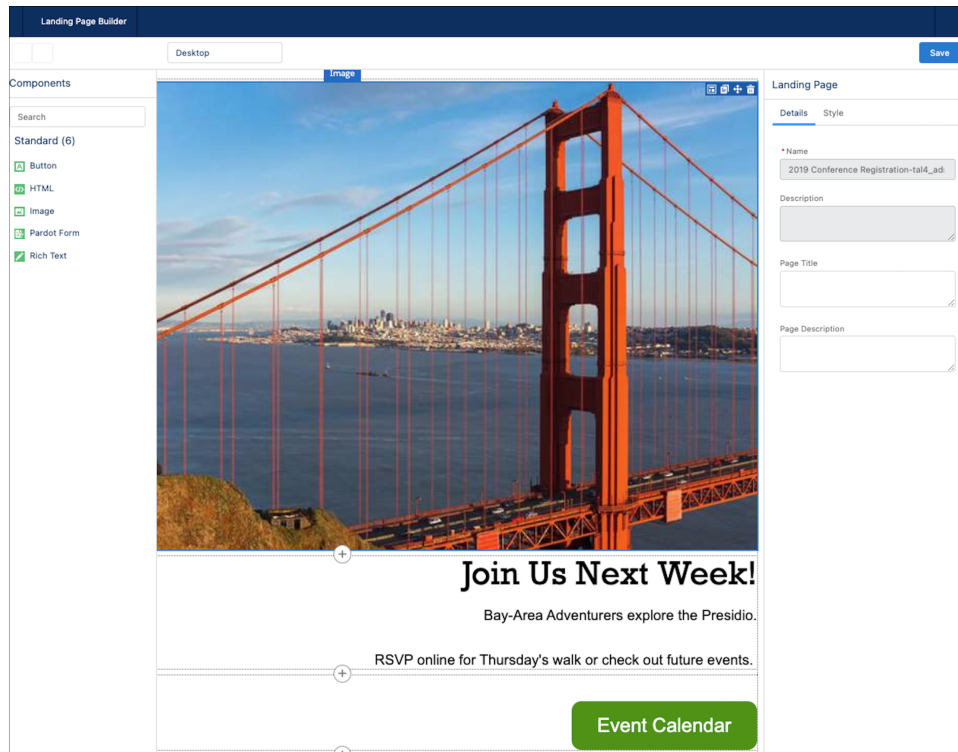 Landing Page Builder
Desktop
Save
Components
Search
Standard (6)
Button
HTML
Image
Pardot Form
Rich Text
Image
Join Us Next Week!
Bay-Area Adventurers explore the Presidio.
RSVP online for Thursday's walk or check out future events.
Event Calendar
Landing Page
Details Style
* Name
2019 Conference Registration-tal4_ad
Description
Page Title
Page Description